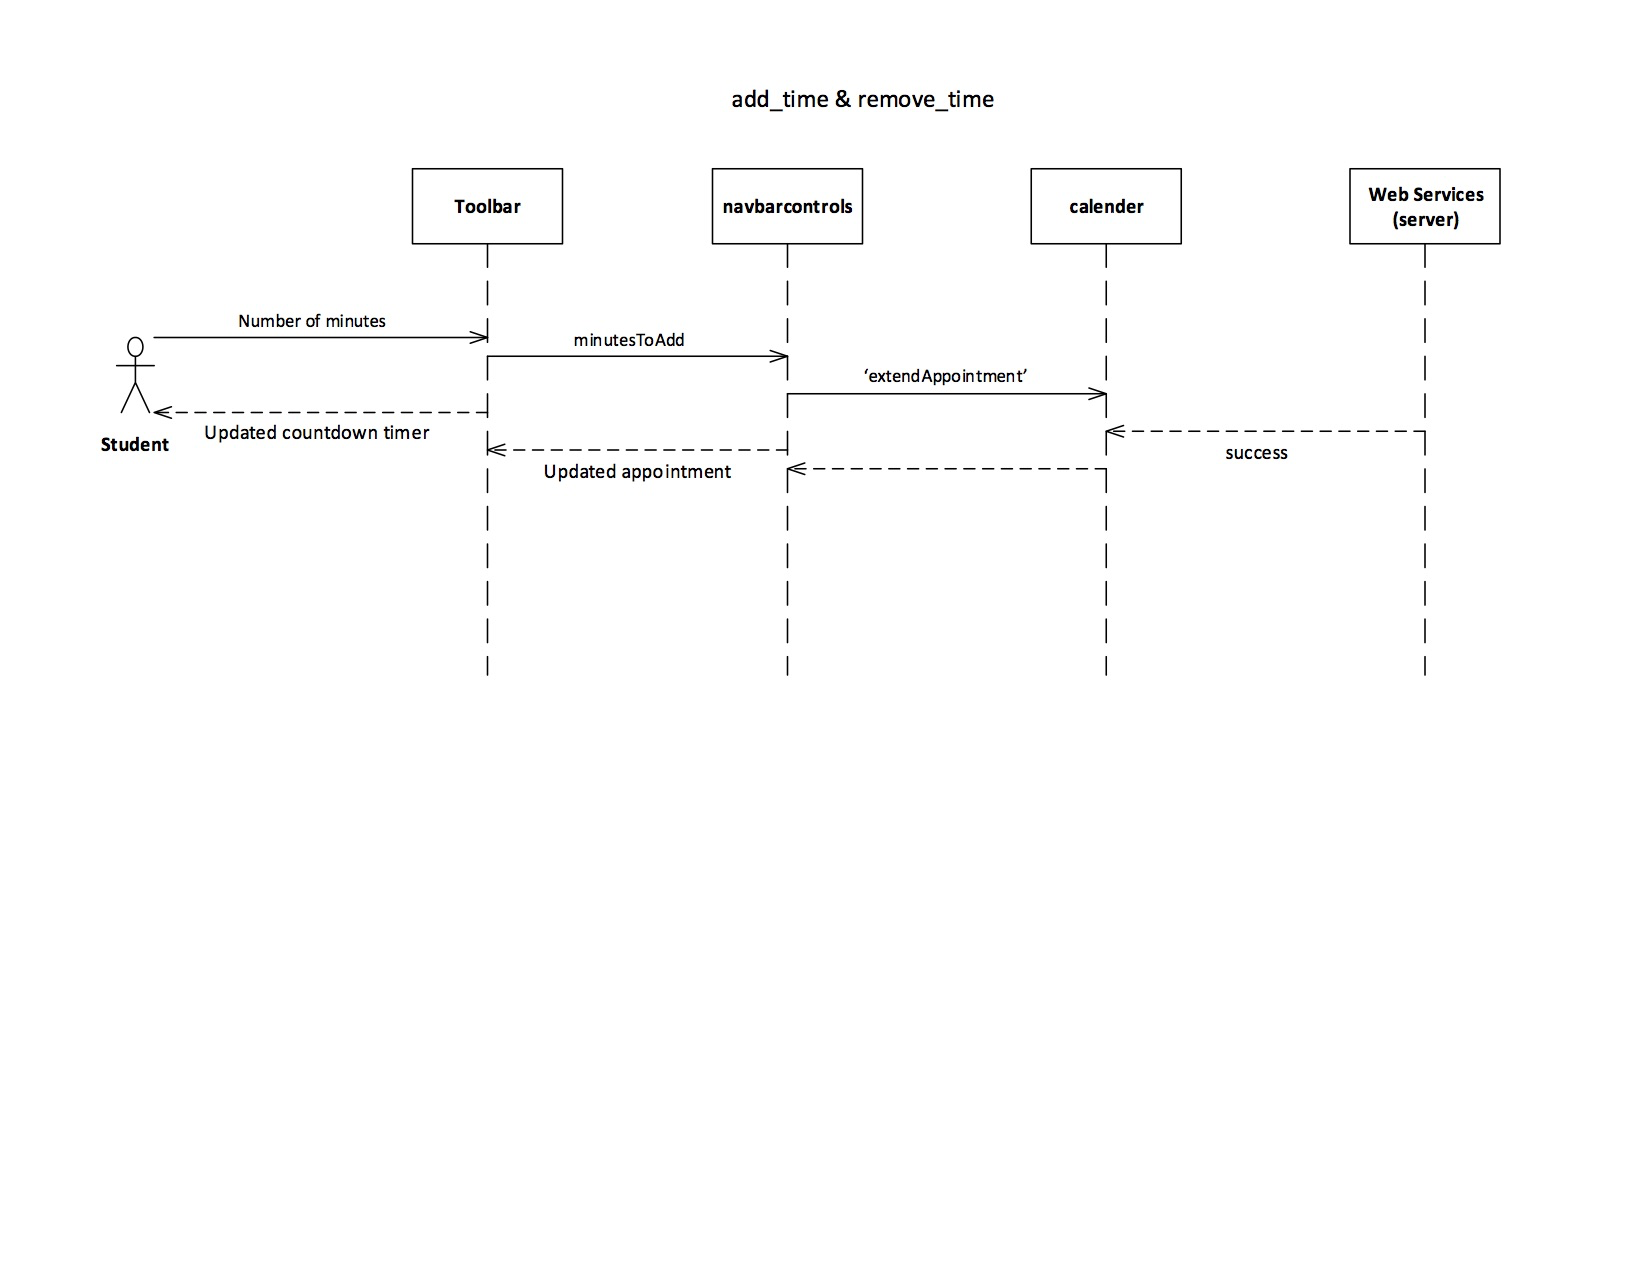 add_time & remove_time
Toolbar
navbarcontrols
calender
Web Services
(server)
Number of minutes
minutesToAdd
‘extendAppointment’
Student
Updated countdown timer
success
Updated appointment